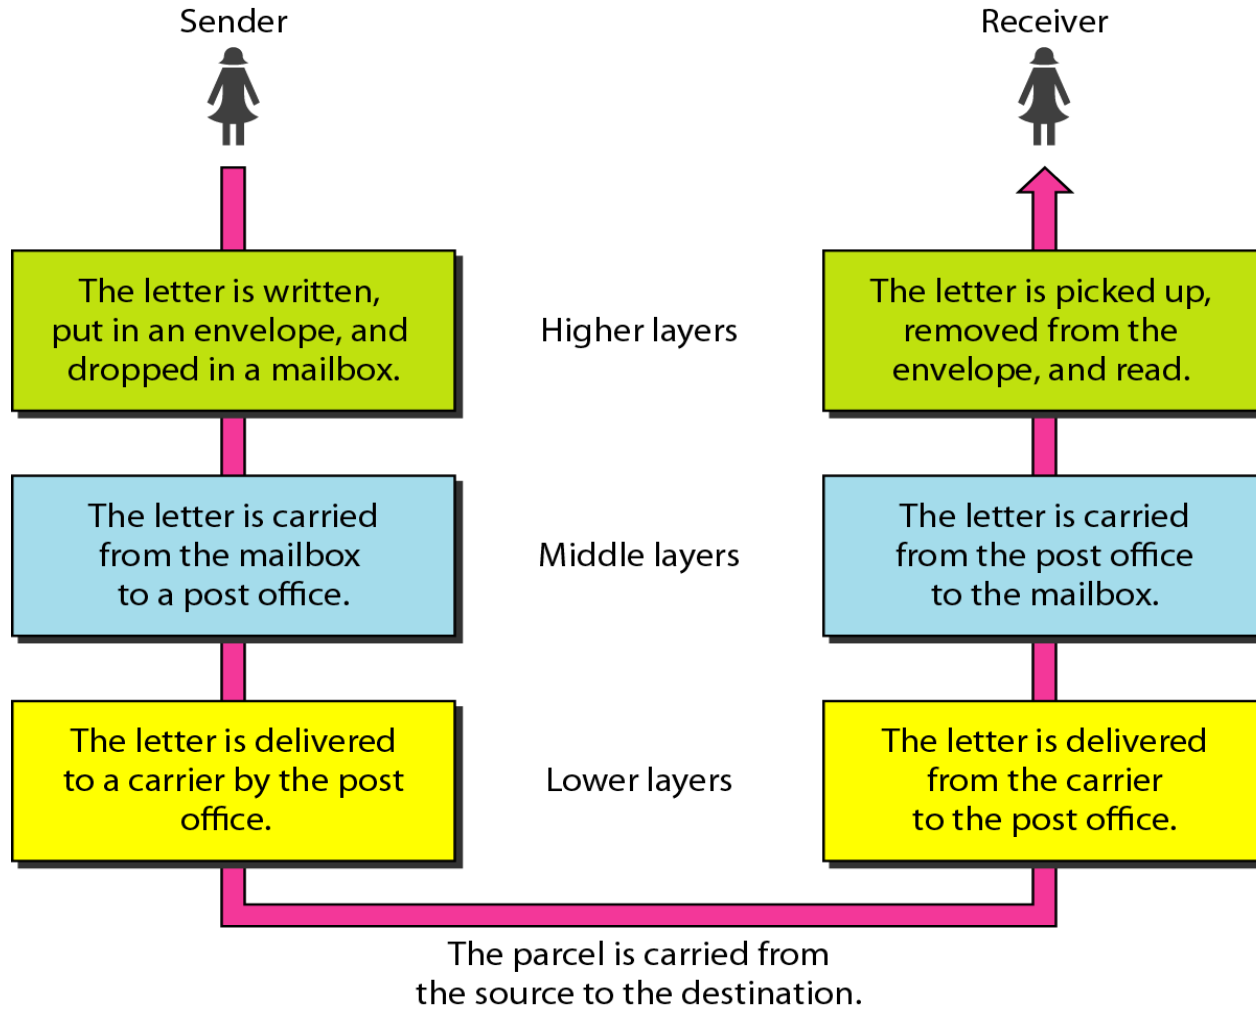 Sender
Receiver
The letter is written,
put in an envelope, and
dropped in a mailbox.
Higher layers
The letter is picked up,
removed from the
envelope, and read.
The letter is carried
from the mailbox
to a post office.
Middle layers
The letter is carried
from the post office
to the mailbox.
The letter is delivered
to a carrier by the post
office.
Lower layers
The letter is delivered
from the carrier
to the post office.
The parcel is carried from
the source to the destination.